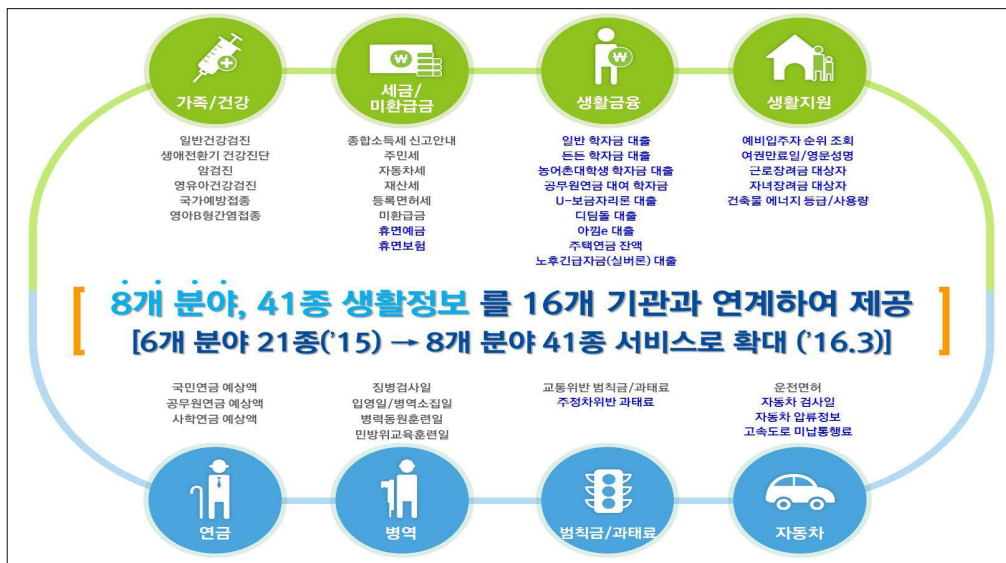 가족/건강
일반건강검진
생애전환기 건강진단
암검진
영유아건강검진
국가예방접종
영아B형간염접종
세금/
미환급금
종합소득세 신고안내
주민세
자동차세
재산세
등록면허세
미환급금
휴면예금
휴면보험
생활금융
일반 학자금 대출
든든 학자금 대출
농어촌대학생 학자금 대출
공무원연금 대여 학자금
U-보금자리론 대출
디딤돌 대출
아낌e 대출
주택연금 잔액
노후긴급자금(실버론) 대출
생활지원
예비입주자 순위 조회
여권만료일/영문성명
근로장려금 대상자
자녀장려금 대상자
건축물 에너지 등급/사용량
[ 8개 분야, 41종 생활정보 를 16개 기관과 연계하여 제공
[6개 분야 21종('15) → 8개 분야 41종 서비스로 확대 ('16.3)] ]
국민연금 예상액
공무원연금 예상액
사학연금 예상액
연금
징병검사일
입영일/병역소집일
병력동원훈련일
민방위교육훈련일
병역
교통위반 범칙금/과태료
주정차위반 과태료
범칙금/과태료
운전면허
자동차 검사일
자동차 압류정보
고속도로 미납통행료
자동차